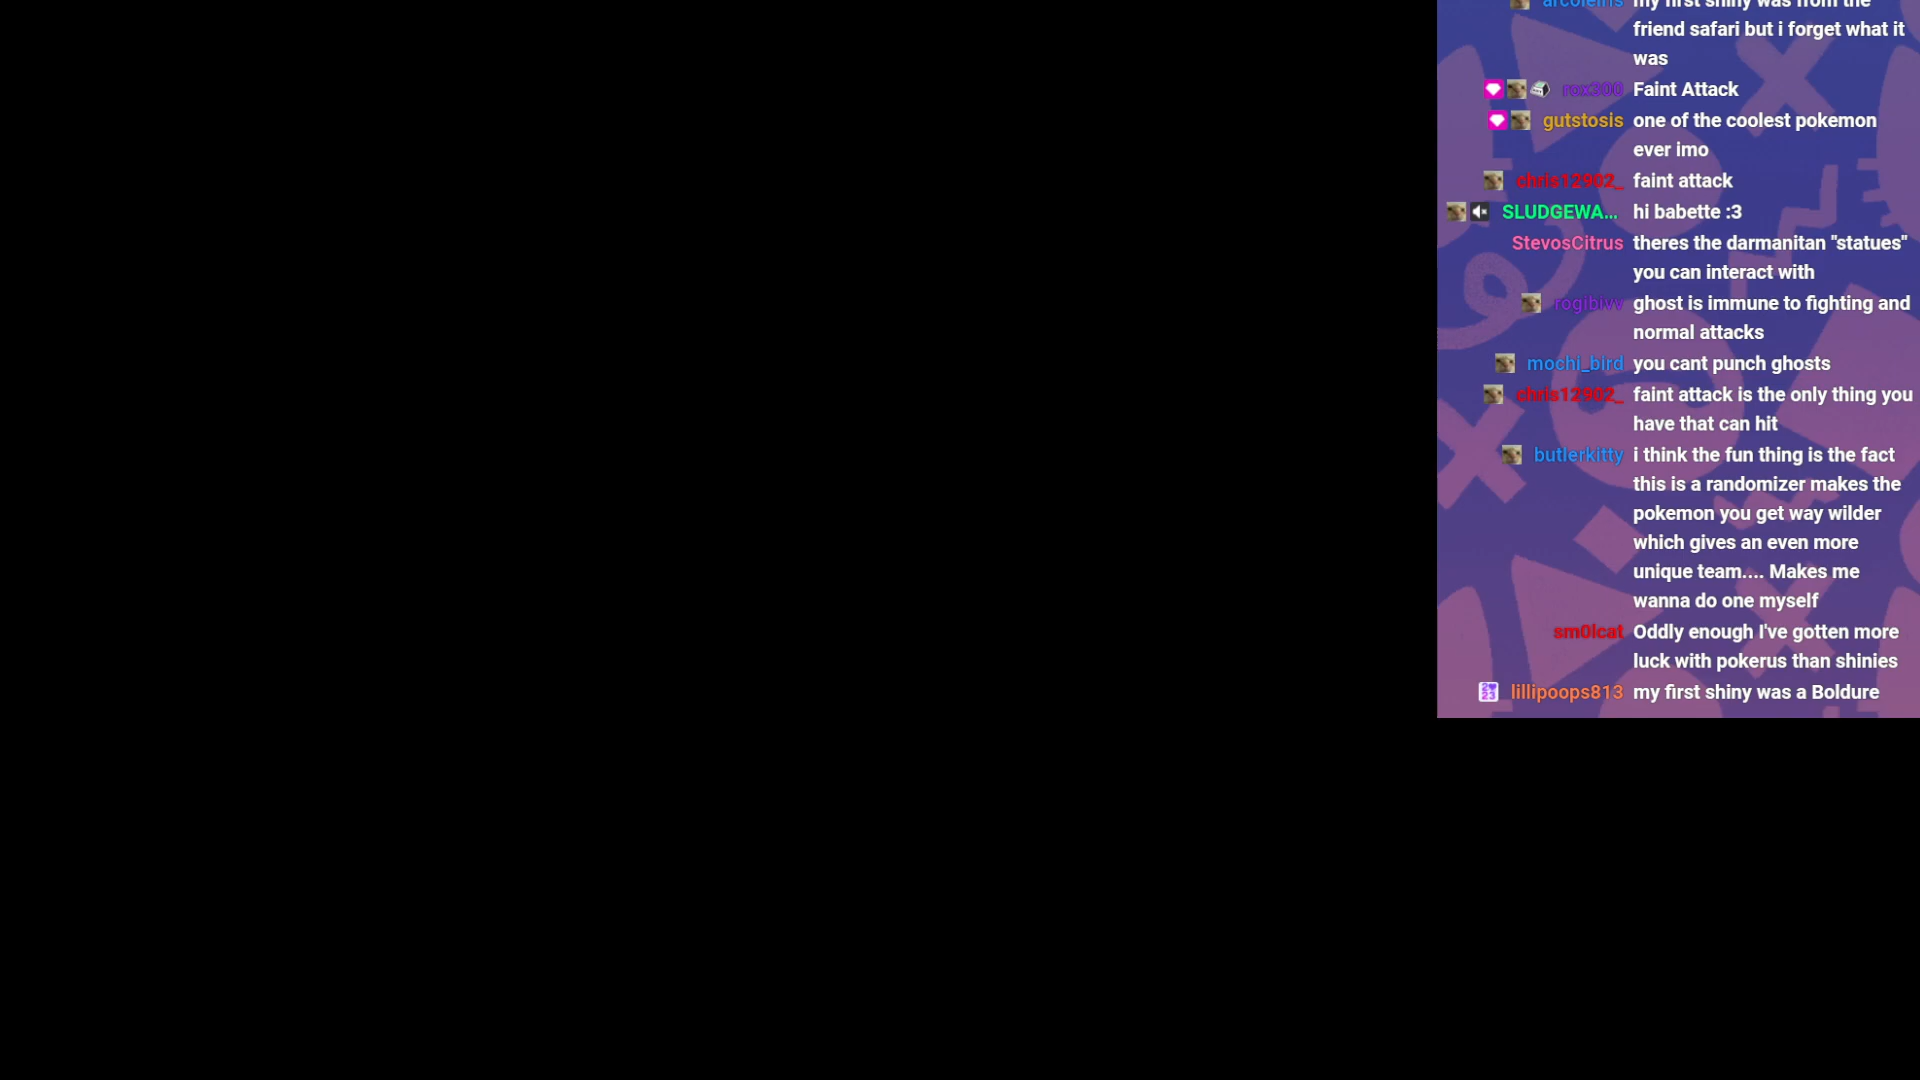 arcoleiris my first shiny was from the
friend safari but i forget what it
was
rox300 Faint Attack
gutstosis one of the coolest pokemon
ever imo
chris12902_ faint attack
SLUDGEWA... hi babette :3
StevosCitrus theres the darmanitan "statues"
you can interact with
rogibivv ghost is immune to fighting and
normal attacks
mochi_bird you cant punch ghosts
chris12902_ faint attack is the only thing you
have that can hit
butlerkitty i think the fun thing is the fact
this is a randomizer makes the
pokemon you get way wilder
which gives an even more
unique team.... Makes me
wanna do one myself
sm0lcat Oddly enough I've gotten more
luck with pokerus than shinies
lillipoops813 my first shiny was a Boldure